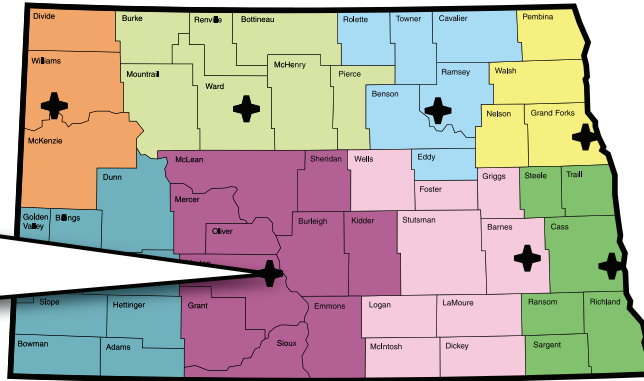 Divide
Burke
Renville
Bottineau
Rolette
Towner
Cavalier
Pembina
Williams
Mountrail
Ward
McHenry
Pierce
Benson
Ramsey
Walsh
Nelson
Grand Forks
McKenzie
Dunn
McLean
Sheridan
Wells
Eddy
Foster
Griggs
Steele
Traill
Mercer
Oliver
Burleigh
Kidder
Stutsman
Barnes
Cass
Golden
Valley
Billings
Slope
Hettinger
Grant
Emmons
Logan
LaMoure
Ransom
Richland
Bowman
Adams
Sioux
McIntosh
Dickey
Sargent